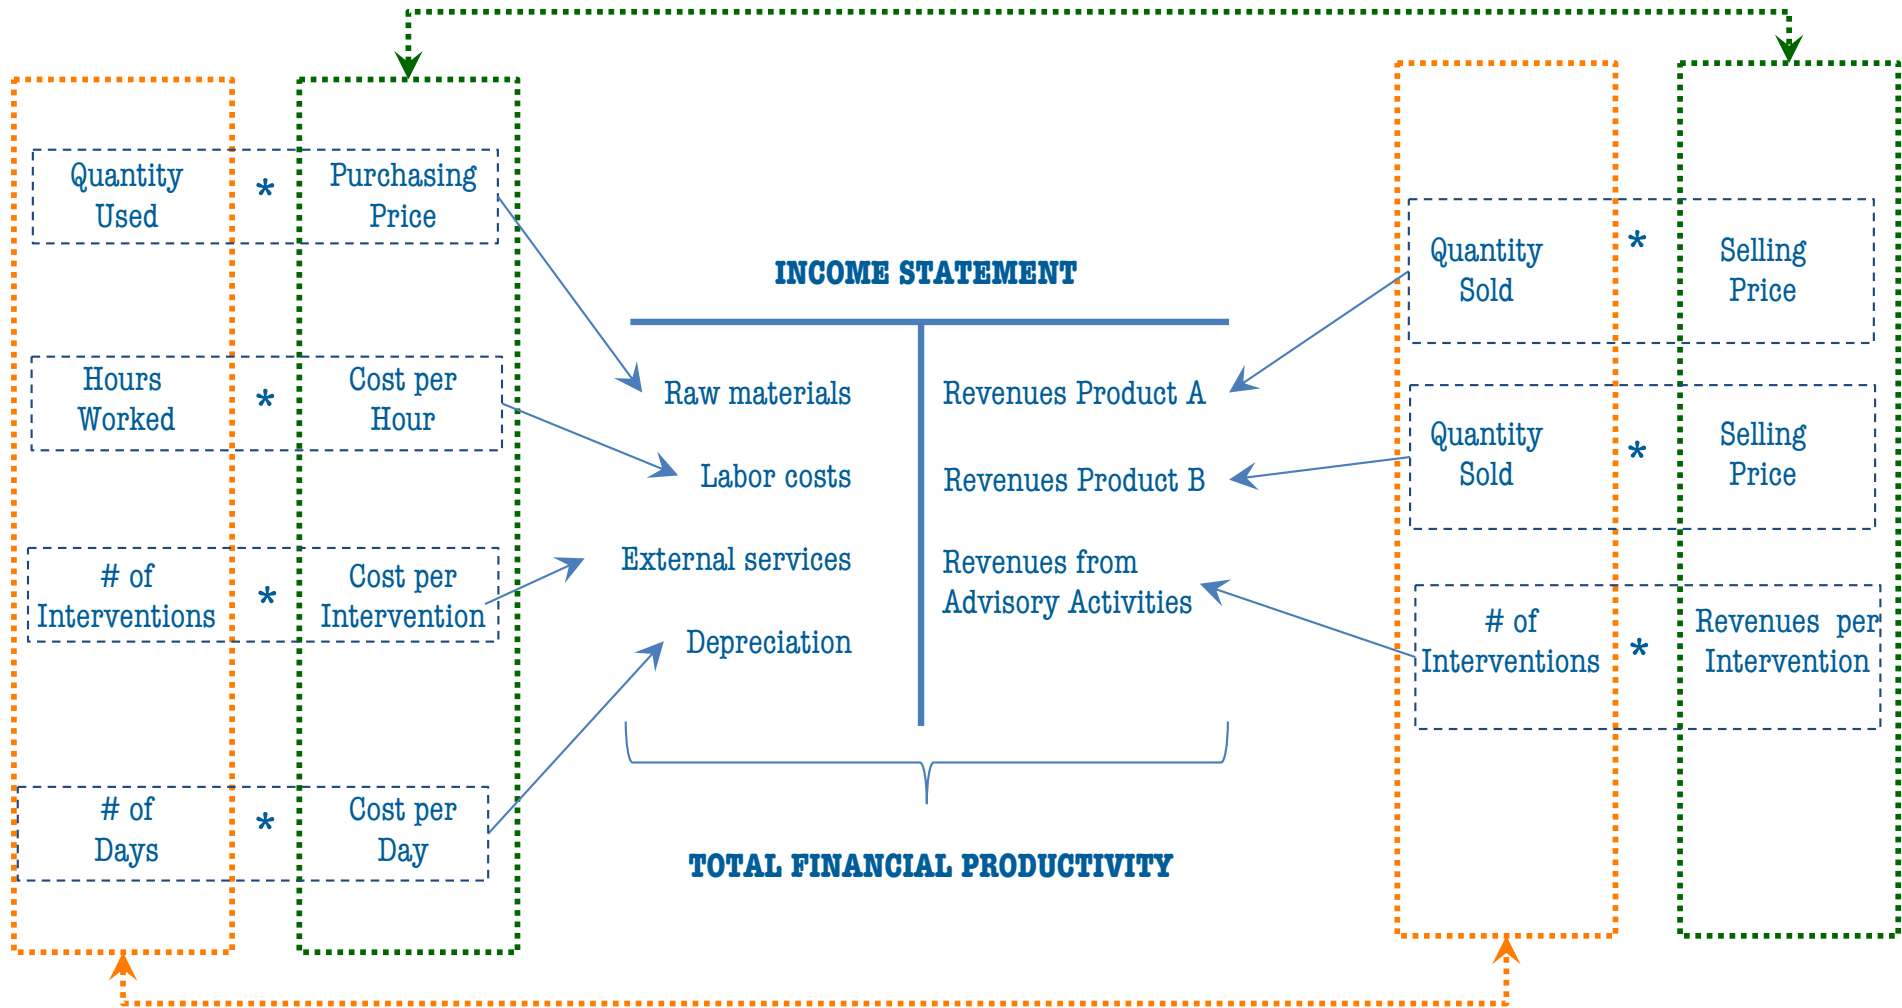 Quantity
Used
*
Purchasing
Price
Hours
Worked
*
Cost per
Hour
# of
Interventions
*
Cost per
Intervention
# of
Days
*
Cost per
Day
INCOME STATEMENT
Raw materials
Labor costs
External services
Depreciation
Revenues Product A
Revenues Product B
Revenues from
Advisory Activities
TOTAL FINANCIAL PRODUCTIVITY
Quantity
Sold
*
Selling
Price
Quantity
Sold
*
Selling
Price
# of
Interventions
*
Revenues per
Intervention